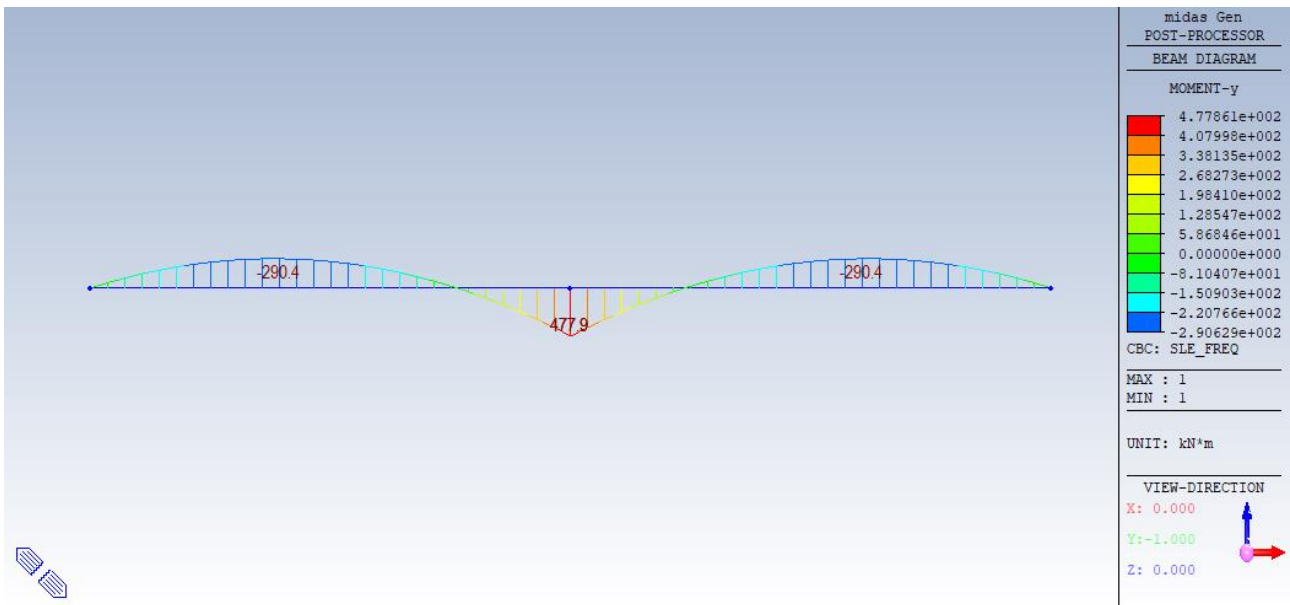 midas Gen
POST-PROCESSOR
BEAM DIAGRAM
MOMENT-y
4.77861e+002
4.07998e+002
3.38135e+002
2.68273e+002
1.98410e+002
1.28547e+002
5.86846e+001
0.00000e+000
-8.10407e+001
-1.50903e+002
-2.20766e+002
-2.90629e+002
CBC: SLE_FREQ
MAX : 1
MIN : 1
UNIT: kN*m
VIEW-DIRECTION
X: 0.000
Y:-1.000
Z: 0.000
-290.4
-290.4
477.9